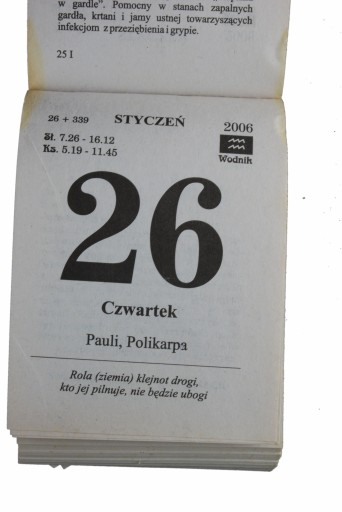 w gardle". Pomocny w stanach zapalnych
gardła, krtani i jamy ustnej towarzyszących
infekcjom z przeziębienia i grypie.
25 I
26 + 339 STYCZEŃ 2006
Sł. 7.26 - 16.12
Ks. 5.19 - 11.45
Wodnik
26
Czwartek
Pauli, Polikarpa
Rola (ziemia) klejnot drogi,
kto jej pilnuje, nie będzie ubogi